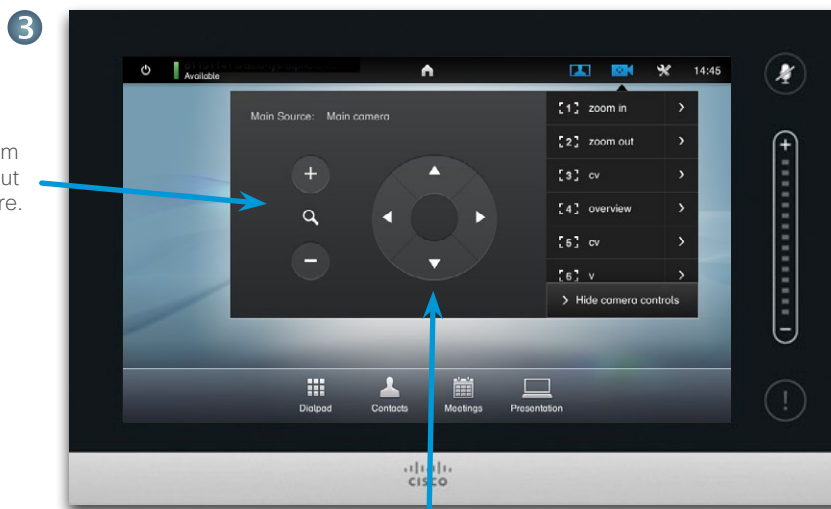 3
Available
14:45
Main Source: Main camera
[1] zoom in
[2] zoom out
[3] cv
[4] overview
[5] cv
[6] v
Hide camera controls
ut
re.
Dialpad Contacts Meetings Presentation
CISCO